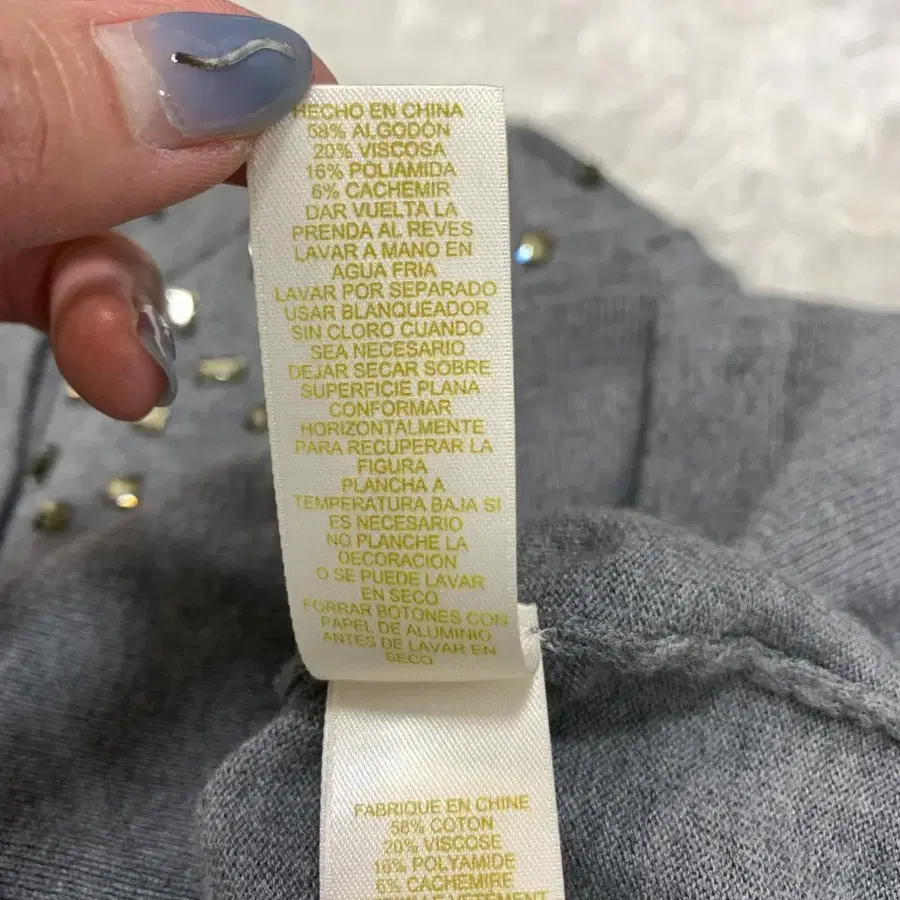 HECHO EN CHINA
58% ALGODÓN
20% VISCOSA
16% POLIAMIDA
6% CACHEMIR
DAR VUELTA LA
PRENDA AL REVES
LAVAR A MANO EN
AGUA FRIA
LAVAR POR SEPARADO
USAR BLANQUEADOR
SIN CLORO CUANDO
SEA NECESARIO
DEJAR SECAR SOBRE
SUPERFICIE PLANA
CONFORMAR
HORIZONTALMENTE
PARA RECUPERAR LA
FIGURA
PLANCHA A
TEMPERATURA BAJA SI
ES NECESARIO
NO PLANCHE LA
DECORACION
O SE PUEDE LAVAR
EN SECO
FORRAR BOTONES CON
PAPEL DE ALUMINIO
ANTES DE LAVAR EN
SECO
FABRIQUE EN CHINE
58% COTON
20% VISCOSE
16% POLYAMIDE
6% CACHEMIRE
VETEMENT